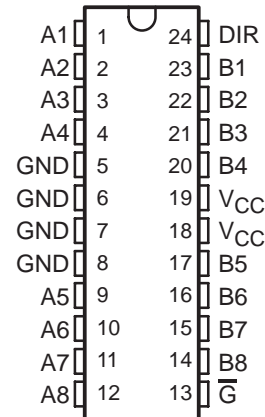 A1 1 24 DIR
A2 2 23 B1
A3 3 22 B2
A4 4 21 B3
GND 5 20 B4
GND 6 19 VCC
GND 7 18 VCC
GND 8 17 B5
A5 9 16 B6
A6 10 15 B7
A7 11 14 B8
A8 12 13 G̅